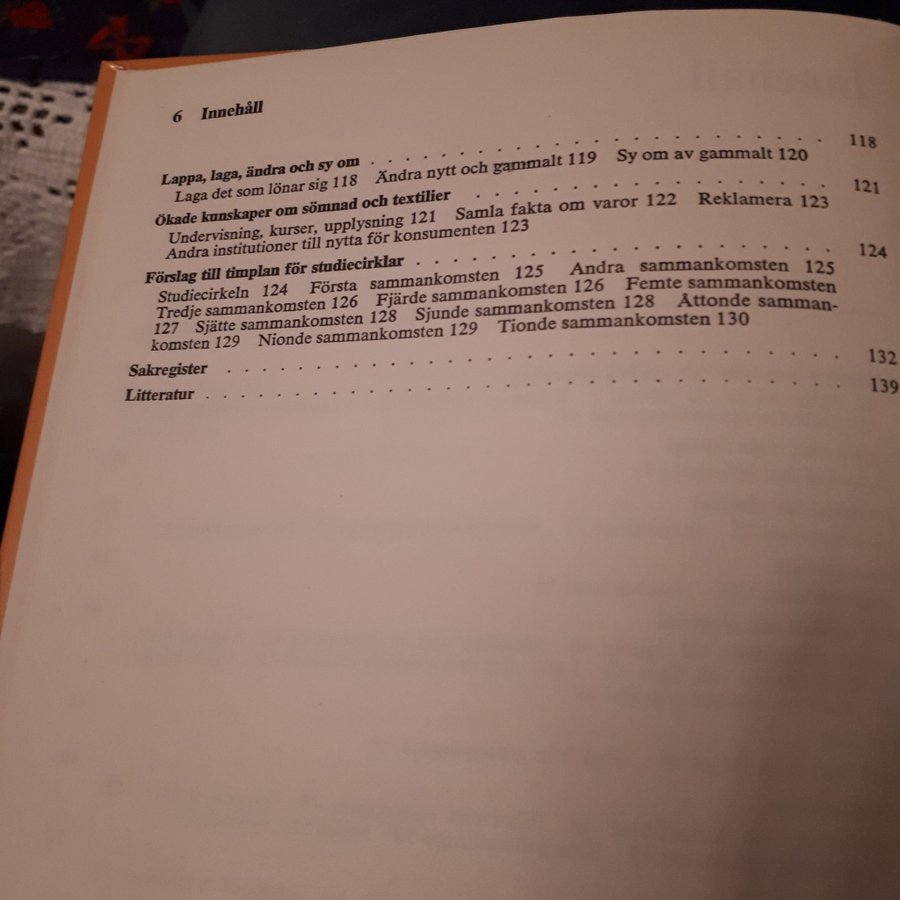 6 Innehåll
Lappa, laga, ändra och sy om . . . . . . . . . . . . . . . . . . . . 118
Laga det som lönar sig 118 Ändra nytt och gammalt 119 Sy om av gammalt 120
Ökade kunskaper om sömnad och textilier . . . . . . . . . . . . . . . 121
Undervisning, kurser, upplysning 121 Samla fakta om varor 122 Reklamera 123
Andra institutioner till nytta för konsumenten 123
Förslag till timplan för studiecirklar . . . . . . . . . . . . . . . . . 124
Studiecirkeln 124 Första sammankomsten 125 Andra sammankomsten 125
Tredje sammankomsten 126 Fjärde sammankomsten 126 Femte sammankomsten
127 Sjätte sammankomsten 128 Sjunde sammankomsten 128 Åttonde samman-
komsten 129 Nionde sammankomsten 129 Tionde sammankomsten 130
Sakregister . . . . . . . . . . . . . . . . . . . . . . . . 132
Litteratur . . . . . . . . . . . . . . . . . . . . . . . . 139